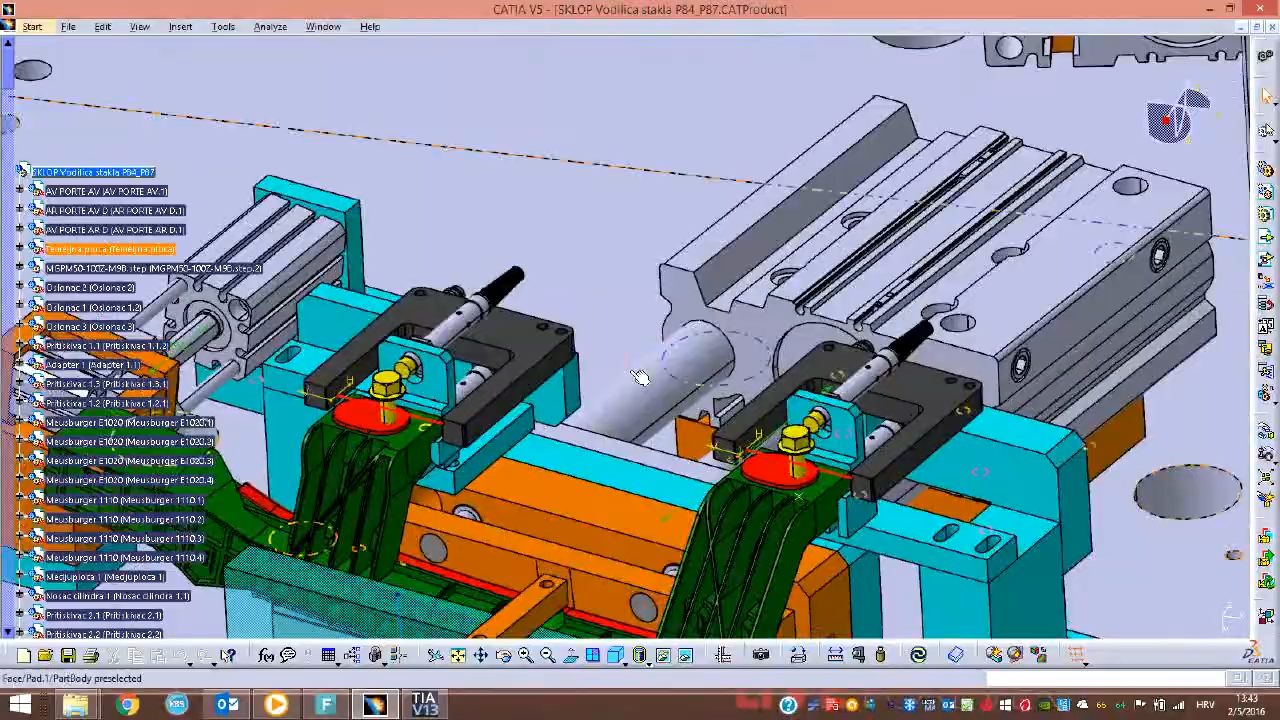 CATIA V5 - [SKLOP Vodilica stakla P84_P87.CATProduct]
Start File Edit View Insert Tools Analyze Window Help
SKLOP Vodilica stakla P84_P87
AV PORTE AV (AV PORTE AV.1)
AR PORTE AV D (AR PORTE AV D.1)
AV PORTE AR D (AV PORTE AR D.1)
Temeljna ploca (Temeljna ploca)
MGPM50-100Z-M9B.step (MGPM50-100Z-M9B.step.2)
Oslonac 2 (Oslonac 2)
Oslonac 1 (Oslonac 1.2)
Oslonac 3 (Oslonac 3)
Pritiskivac 1.1 (Pritiskivac 1.1.2)
Adapter 1 (Adapter 1.1)
Pritiskivac 1.3 (Pritiskivac 1.3.1)
Pritiskivac 1.2 (Pritiskivac 1.2.1)
Meusburger E1020 (Meusburger E1020.1)
Meusburger E1020 (Meusburger E1020.2)
Meusburger E1020 (Meusburger E1020.3)
Meusburger E1020 (Meusburger E1020.4)
Meusburger 1110 (Meusburger 1110.1)
Meusburger 1110 (Meusburger 1110.2)
Meusburger 1110 (Meusburger 1110.3)
Meusburger 1110 (Meusburger 1110.4)
Medjuploca 1 (Medjuploca 1)
Nosac cilindra 1 (Nosac cilindra 1.1)
Pritiskivac 2.1 (Pritiskivac 2.1)
Pritiskivac 2.2 (Pritiskivac 2.2)
H
H
CATIA
Face/Pad.1/PartBody preselected
TIA
V13
66 64
HRV
13:43
2/5/2016